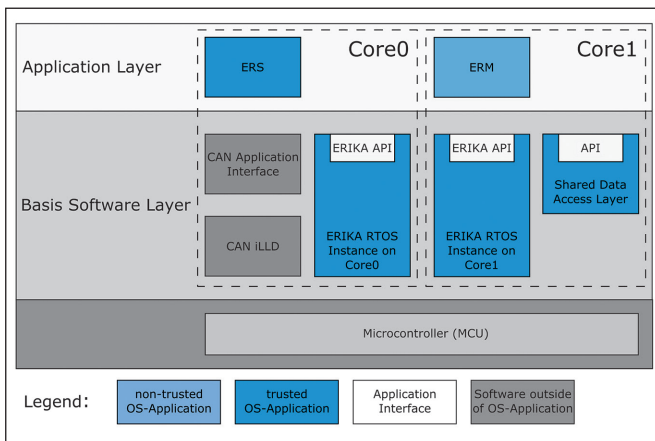 Application Layer
ERS
Core0
ERM
Core1
Basis Software Layer
CAN Application
Interface
CAN iLLD
ERIKA API
ERIKA RTOS
Instance on
Core0
ERIKA API
ERIKA RTOS
Instance on
Core1
API
Shared Data
Access Layer
Microcontroller (MCU)
Legend:
non-trusted
OS-Application
trusted
OS-Application
Application
Interface
Software outside
of OS-Application